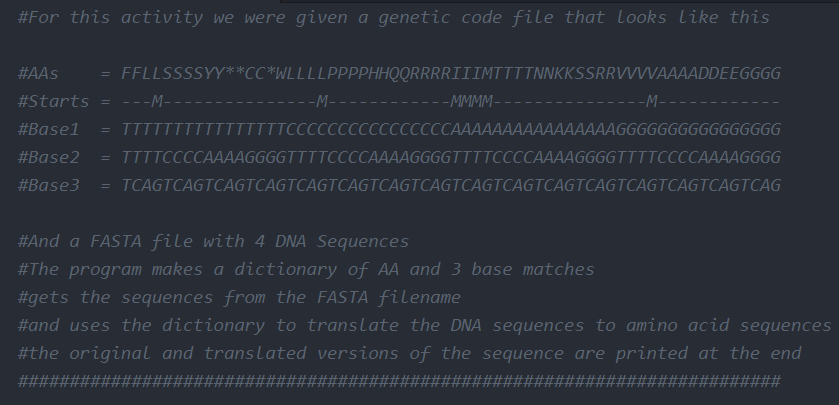 #For this activity we were given a genetic code file that looks like this
#AAs    = FFLLSSSSYY**CC*WLLLLPPPPHHQQRRRRIIIMTTTTNNKKSSRRVVVVAAAADDEEGGGG
#Starts = ---M---------------M------------MMMM---------------M------------
#Base1  = TTTTTTTTTTTTTTTTCCCCCCCCCCCCCCCCAAAAAAAAAAAAAAAAGGGGGGGGGGGGGGGG
#Base2  = TTTTCCCCAAAAGGGGTTTTCCCCAAAAGGGGTTTTCCCCAAAAGGGGTTTTCCCCAAAAGGGG
#Base3  = TCAGTCAGTCAGTCAGTCAGTCAGTCAGTCAGTCAGTCAGTCAGTCAGTCAGTCAGTCAGTCAG
#And a FASTA file with 4 DNA Sequences
#The program makes a dictionary of AA and 3 base matches
#gets the sequences from the FASTA filename
#and uses the dictionary to translate the DNA sequences to amino acid sequences
#the original and translated versions of the sequence are printed at the end
##########################################################################